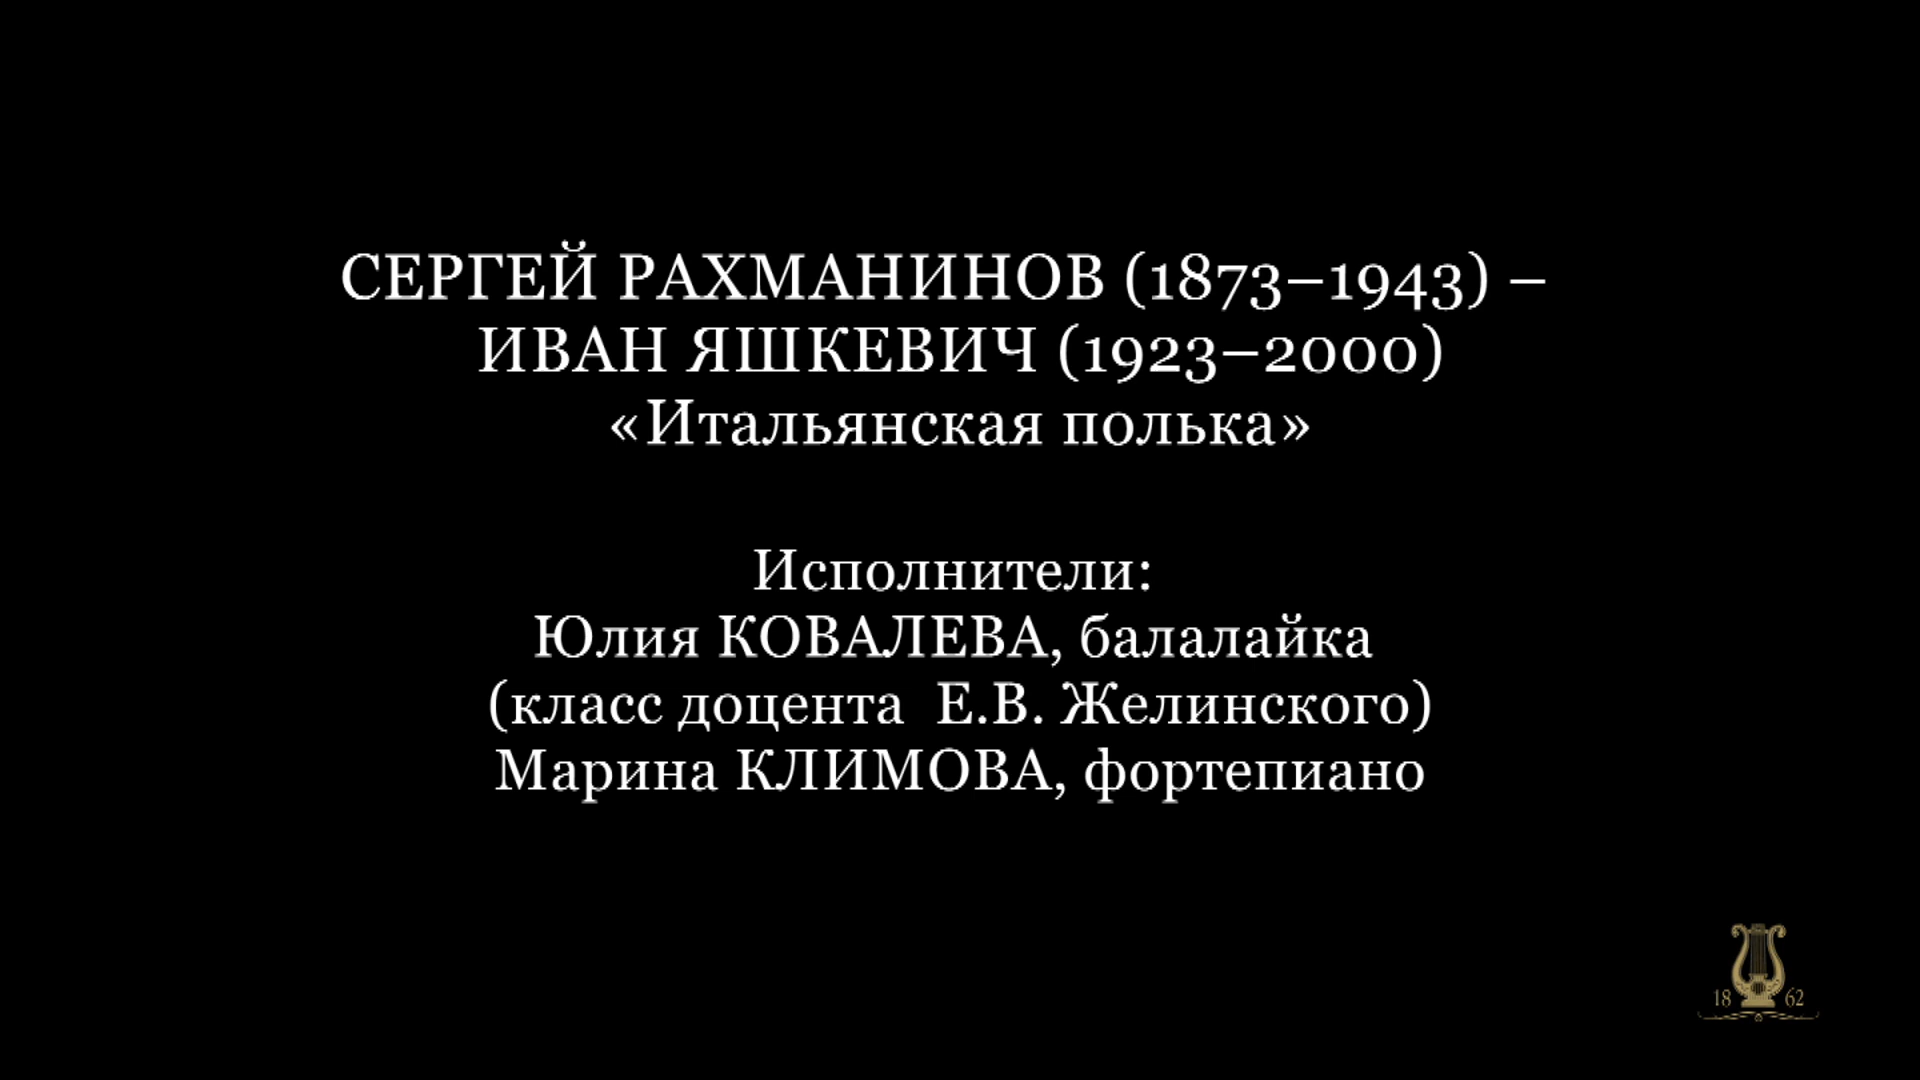 СЕРГЕЙ РАХМАНИНОВ (1873–1943) –
ИВАН ЯШКЕВИЧ (1923–2000)
«Итальянская полька»
Исполнители:
Юлия КОВАЛЕВА, балалайка
(класс доцента  Е.В. Желинского)
Марина КЛИМОВА, фортепиано
18 62